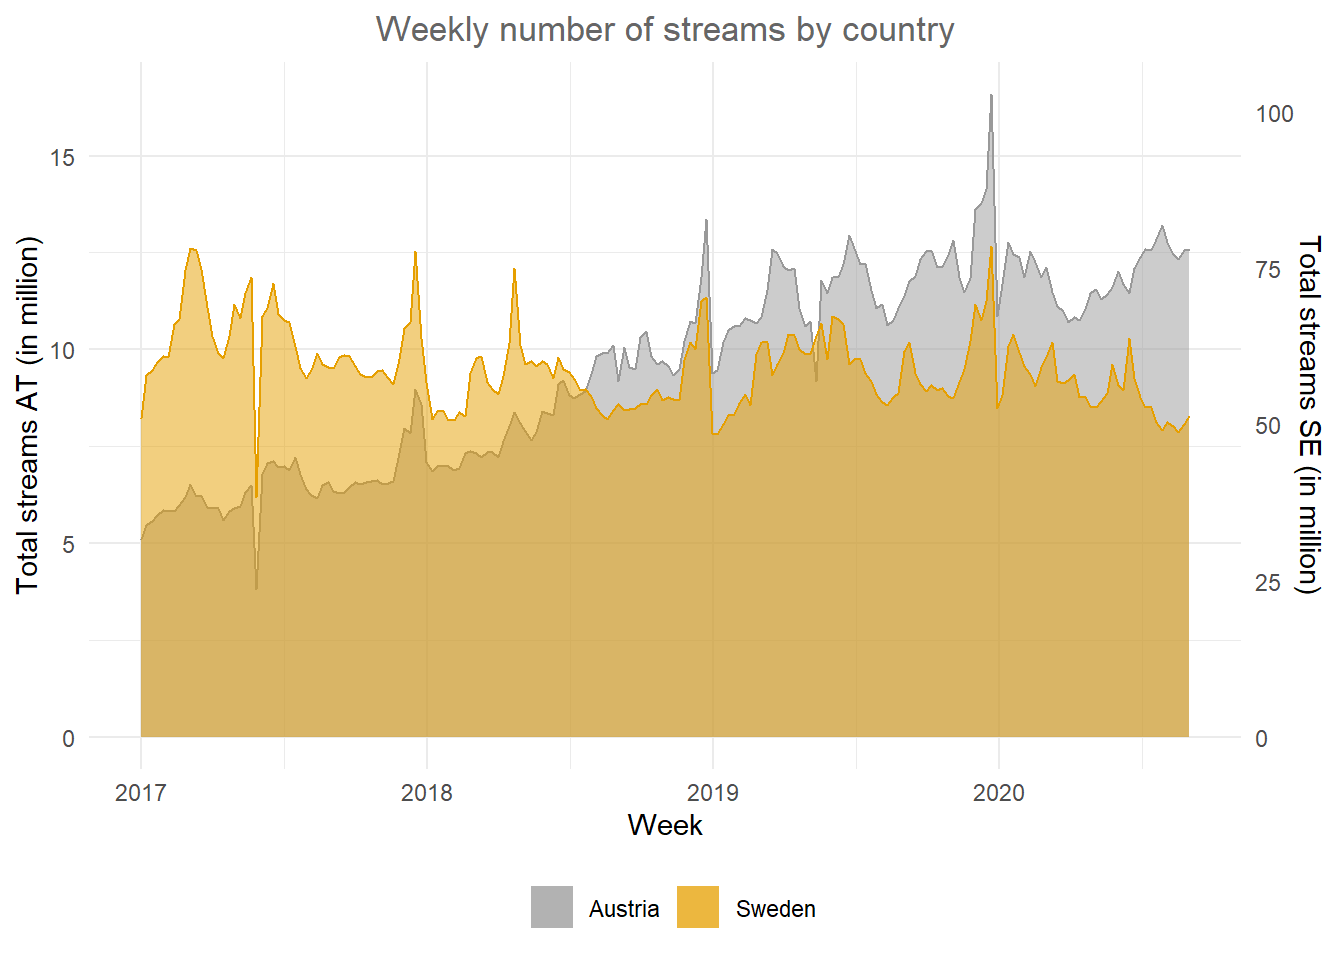 Weekly number of streams by country
Total streams AT (in million)
15
10
5
0
100
75
50
25
0
Total streams SE (in million)
2017 2018 2019 2020
Week
Austria Sweden